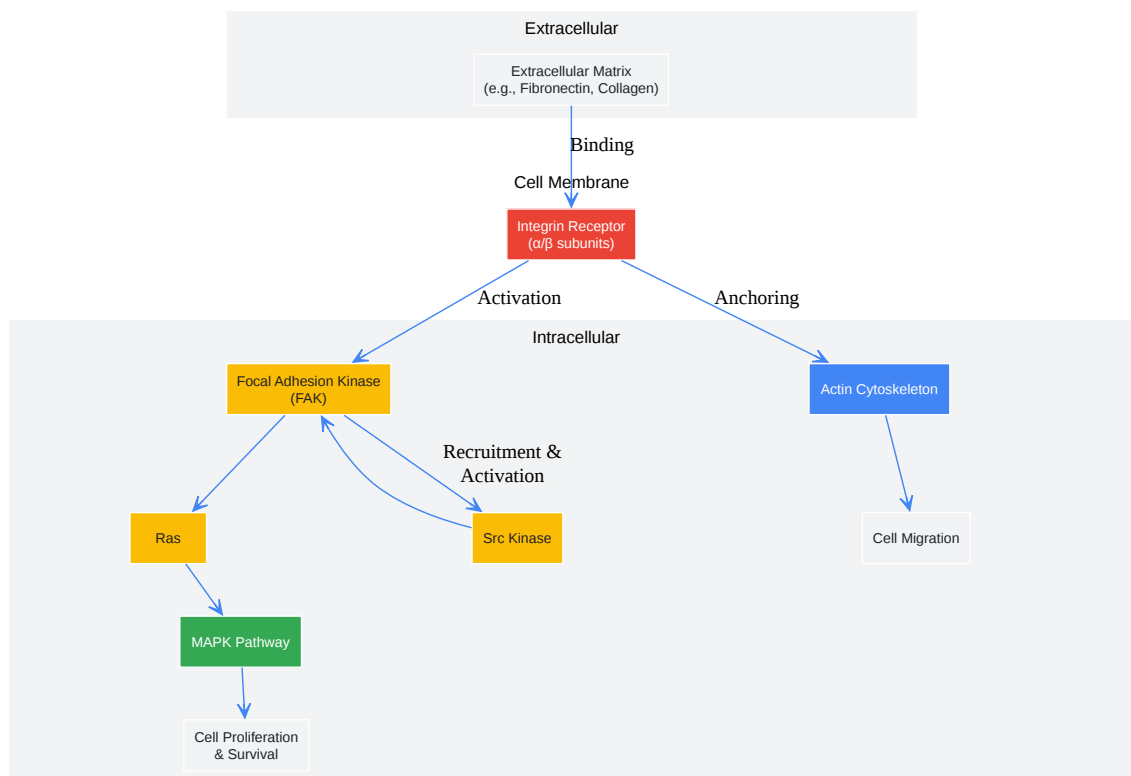 Extracellular
Extracellular Matrix
(e.g., Fibronectin, Collagen)
Binding
Cell Membrane
Integrin Receptor
(α/β subunits)
Activation
Anchoring
Intracellular
Focal Adhesion Kinase
(FAK)
Actin Cytoskeleton
Recruitment &
Activation
Ras
Src Kinase
Cell Migration
MAPK Pathway
Cell Proliferation
& Survival